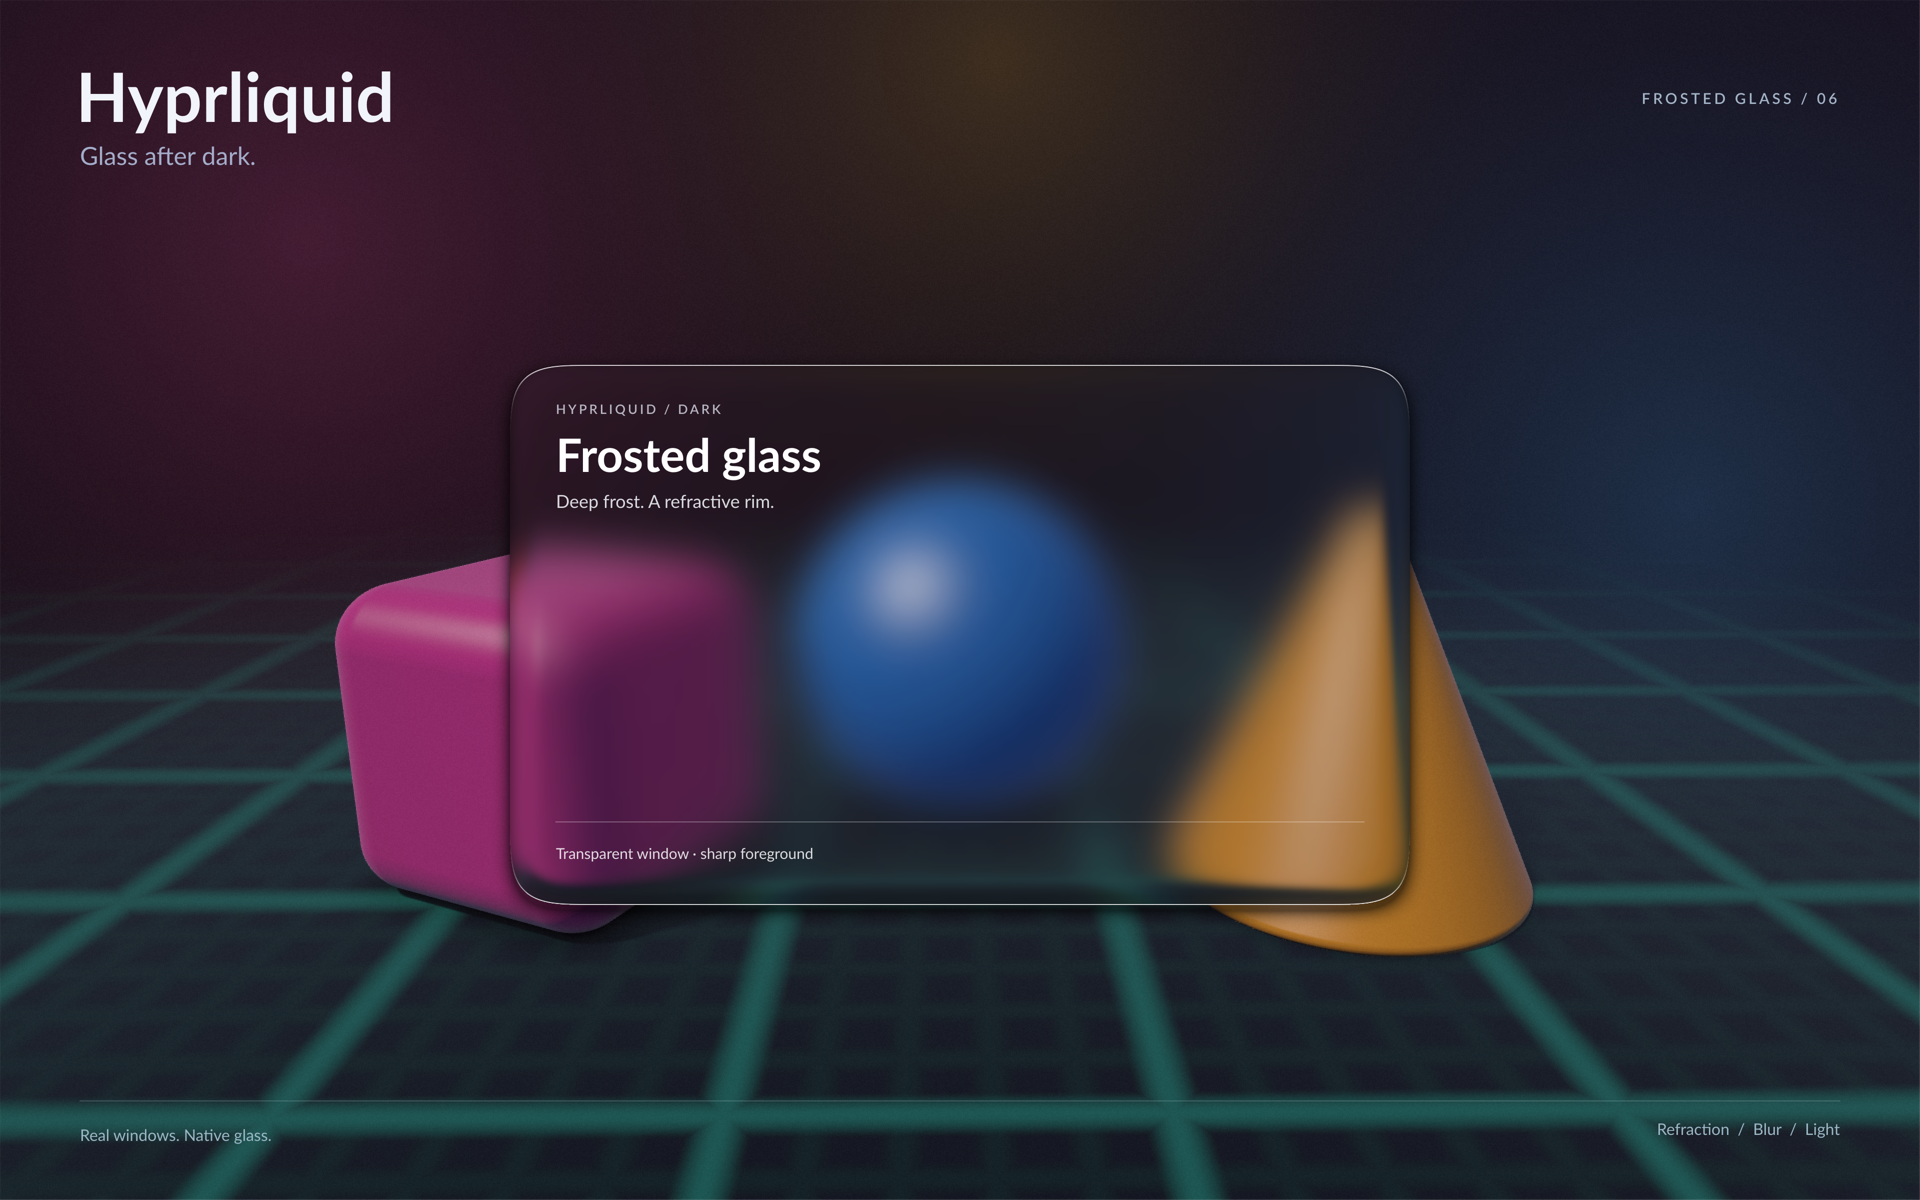 Hyprliquid
Glass after dark.
FROSTED GLASS / 06
HYPRLIQUID / DARK
Frosted glass
Deep frost. A refractive rim.
Transparent window · sharp foreground
Real windows. Native glass.
Refraction / Blur / Light